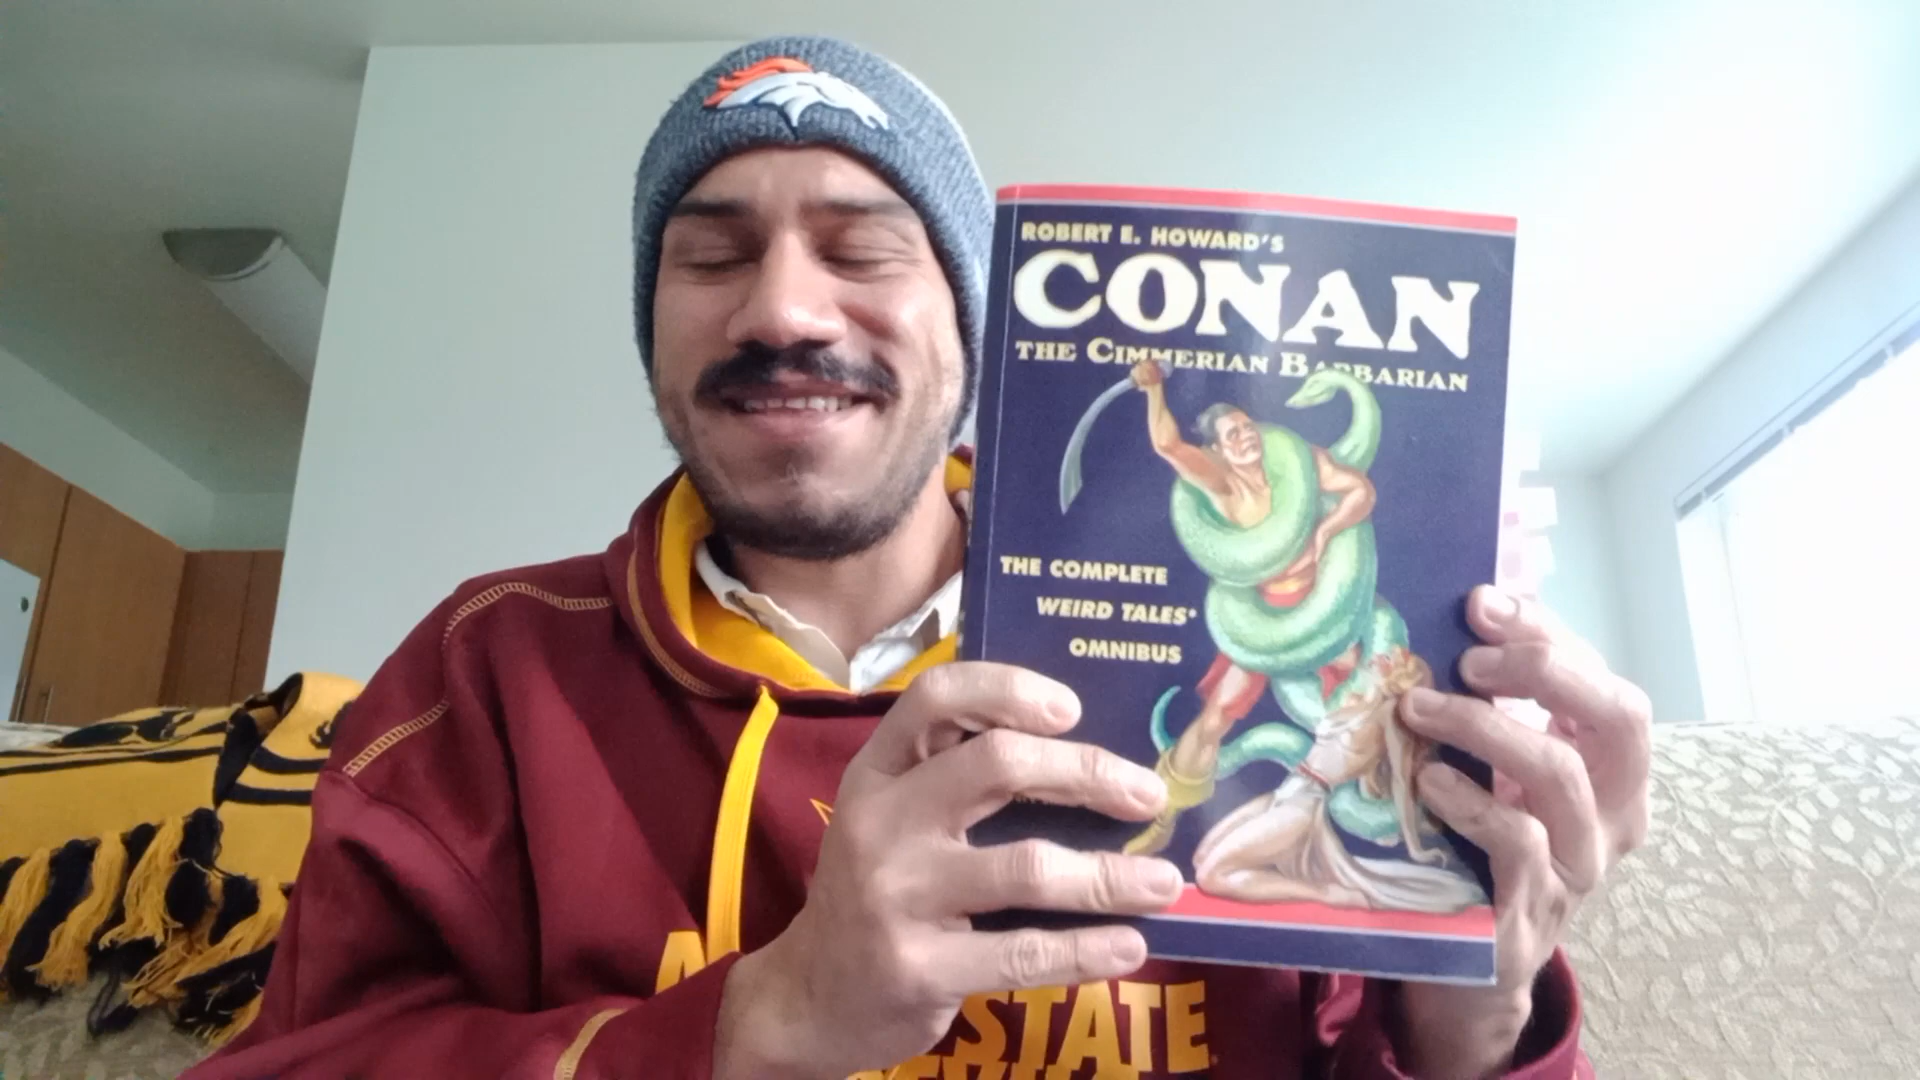 ROBERT E. HOWARD'S
CONAN
THE CIMMERIAN BARBARIAN
THE COMPLETE
WEIRD TALES®
OMNIBUS
STATE